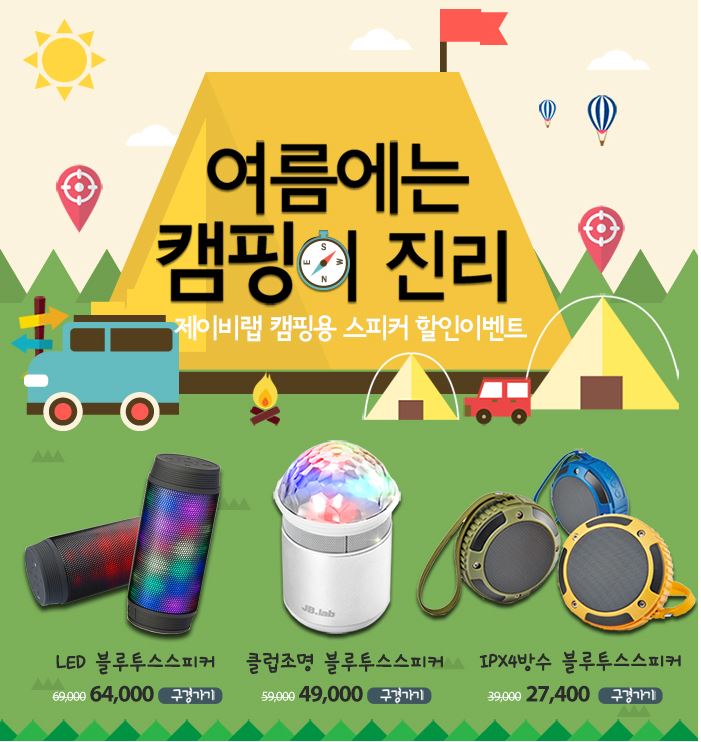 여름에는
캠핑이 진리
S
E W
N
제이비랩 캠핑용 스피커 할인이벤트
JB.lab
LED 블루투스스피커
69,000 64,000 구경가기
클럽조명 블루투스스피커
59,000 49,000 구경가기
IPX4방수 블루투스스피커
39,000 27,400 구경가기